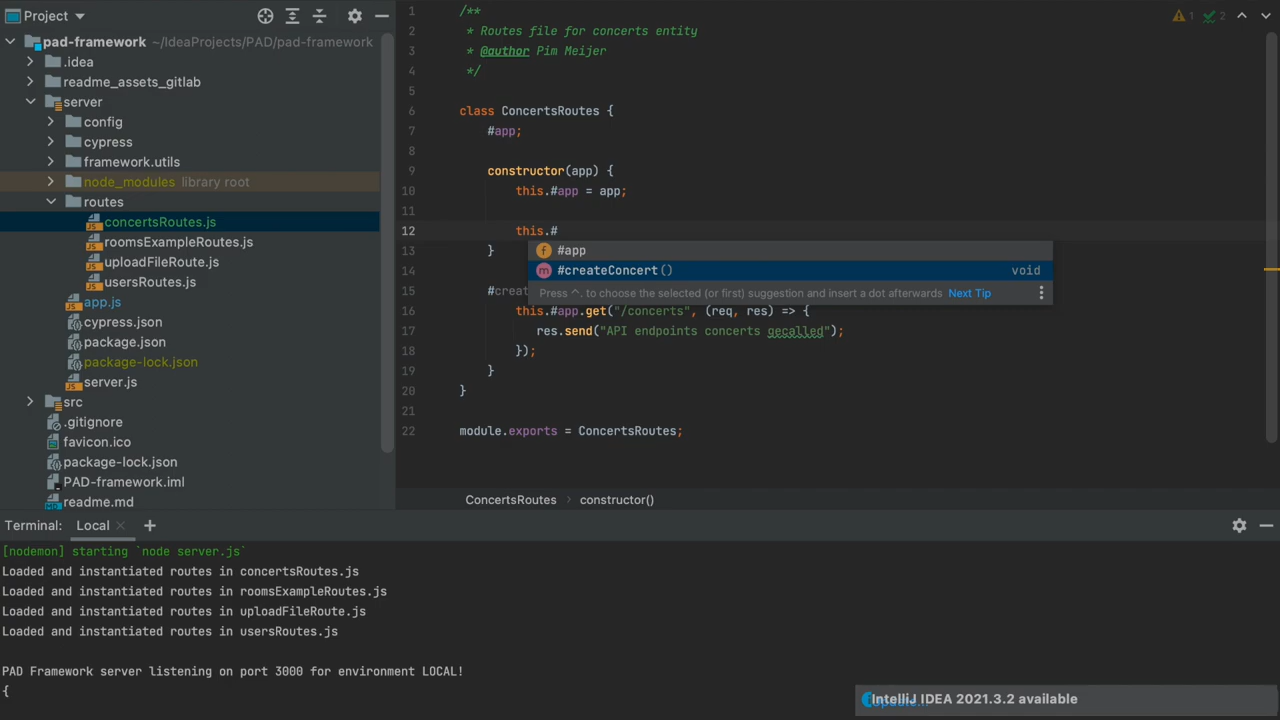 Project
pad-framework ~/IdeaProjects/PAD/pad-framework
.idea
readme_assets_gitlab
server
config
cypress
framework.utils
node_modules library root
routes
concertsRoutes.js
roomsExampleRoutes.js
uploadFileRoute.js
usersRoutes.js
app.js
cypress.json
package.json
package-lock.json
server.js
src
.gitignore
favicon.ico
package-lock.json
PAD-framework.iml
readme.md
1 /**
2 * Routes file for concerts entity
3 * @author Pim Meijer
4 */
5
6 class ConcertsRoutes {
7 #app;
8
9 constructor(app) {
10 this.#app = app;
11
12 this.#
13 }
14
15 #crea
16 this.#app.get("/concerts", (req, res) => {
17 res.send("API endpoints concerts gecalled");
18 });
19 }
20 }
21
22 module.exports = ConcertsRoutes;
1 2
#app
#createConcert() void
Press ^. to choose the selected (or first) suggestion and insert a dot afterwards Next Tip
ConcertsRoutes > constructor()
Terminal: Local
[nodemon] starting `node server.js`
Loaded and instantiated routes in concertsRoutes.js
Loaded and instantiated routes in roomsExampleRoutes.js
Loaded and instantiated routes in uploadFileRoute.js
Loaded and instantiated routes in usersRoutes.js
PAD Framework server listening on port 3000 for environment LOCAL!
{
IntelliJ IDEA 2021.3.2 available